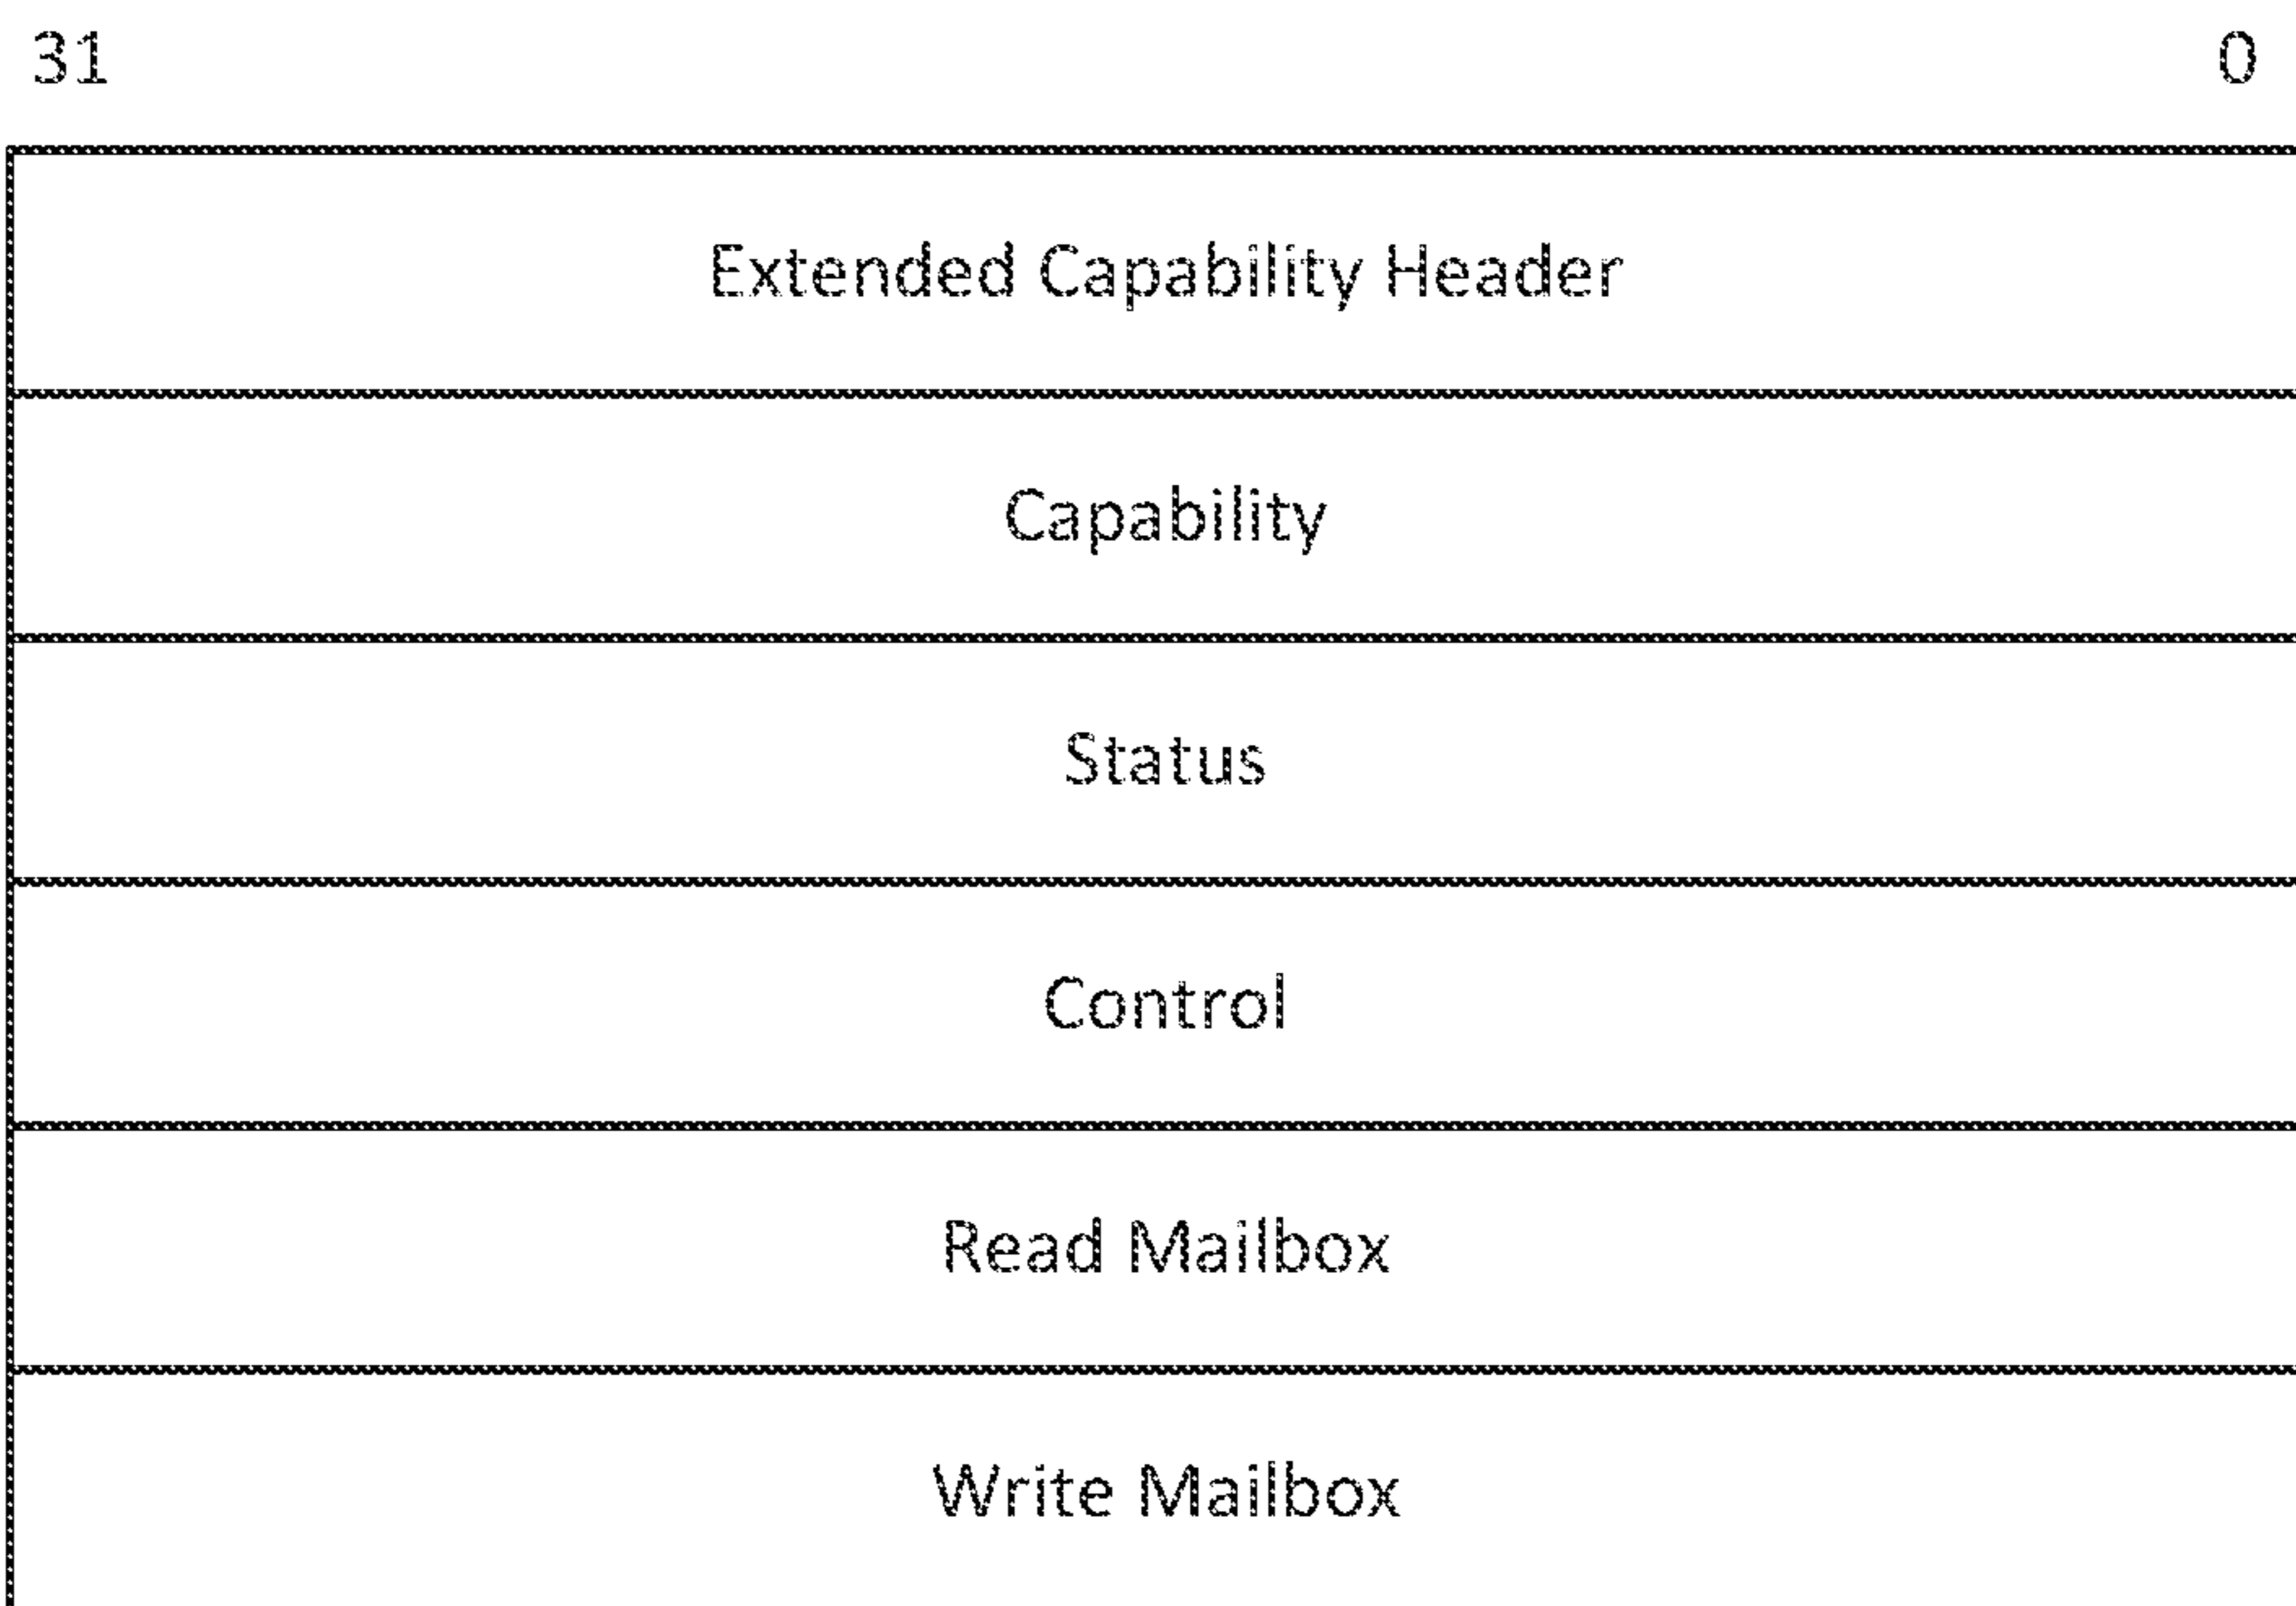 31 0
Extended Capability Header
Capability
Status
Control
Read Mailbox
Write Mailbox